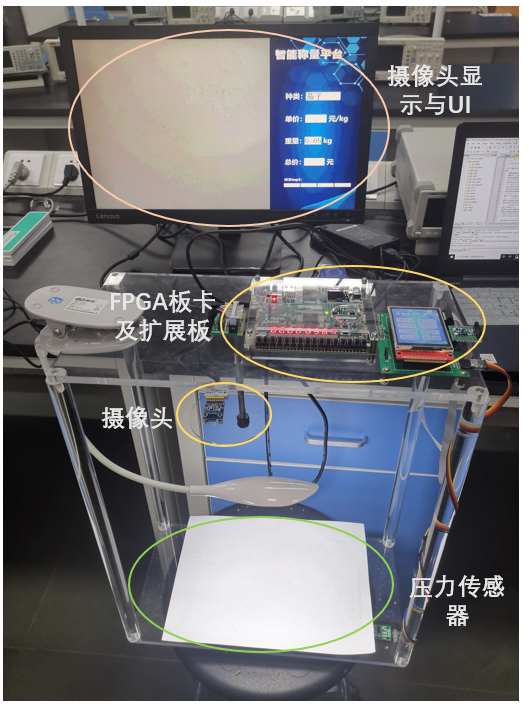 智能称量平台
摄像头显
示与UI
种类：茄子
单价：
元/kg
重量：0.05 kg
总价：
元
Lenovo
FPGA板卡
及扩展板
摄像头
压力传感
器